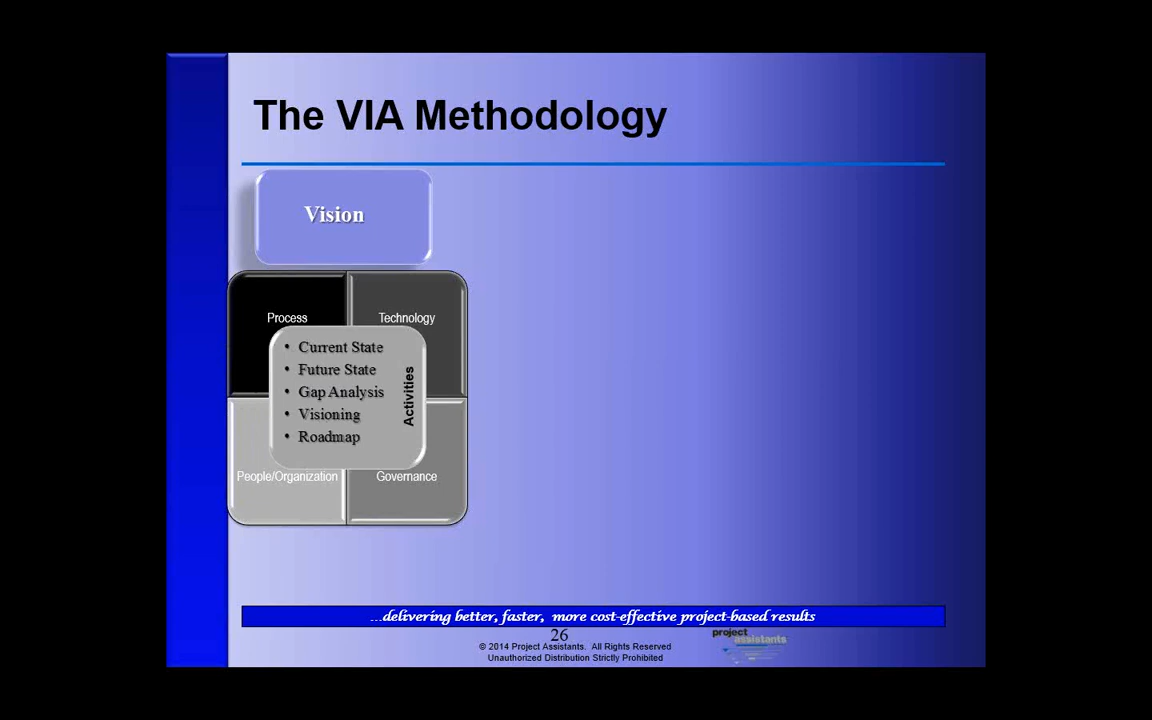 The VIA Methodology
Vision
Process
Technology
• Current State
• Future State
• Gap Analysis
• Visioning
• Roadmap
Activities
People/Organization
Governance
...delivering better, faster, more cost-effective project-based results
26
© 2014 Project Assistants. All Rights Reserved
Unauthorized Distribution Strictly Prohibited
project
assistants